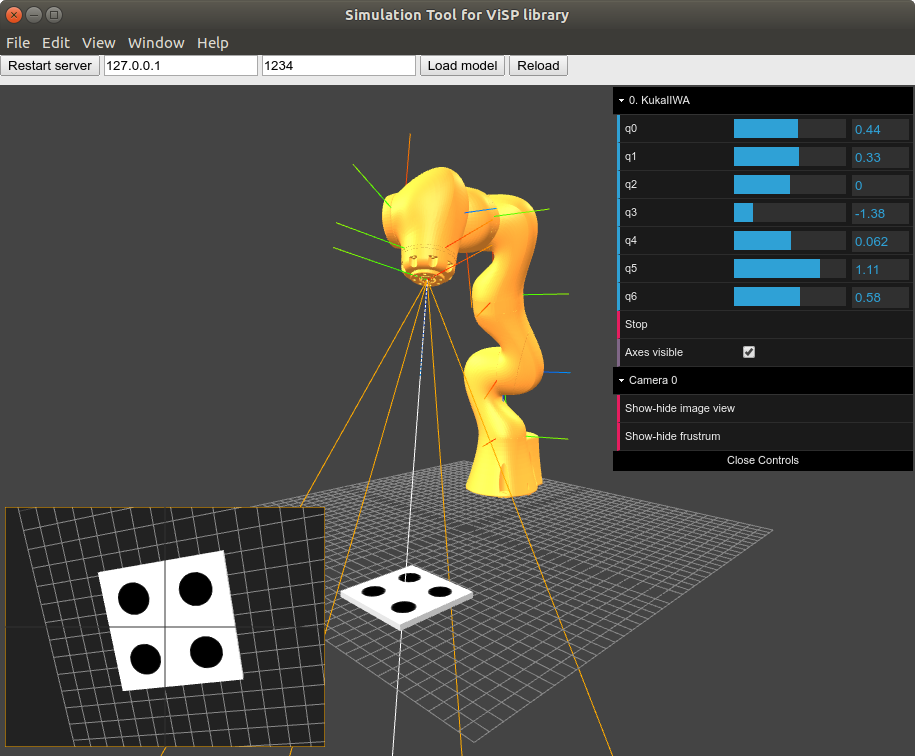 Simulation Tool for ViSP library
File Edit View Window Help
Restart server 127.0.0.1 1234 Load model Reload
0. KukaIIWA
q0 0.44
q1 0.33
q2 0
q3 -1.38
q4 0.062
q5 1.11
q6 0.58
Stop
Axes visible
Camera 0
Show-hide image view
Show-hide frustrum
Close Controls